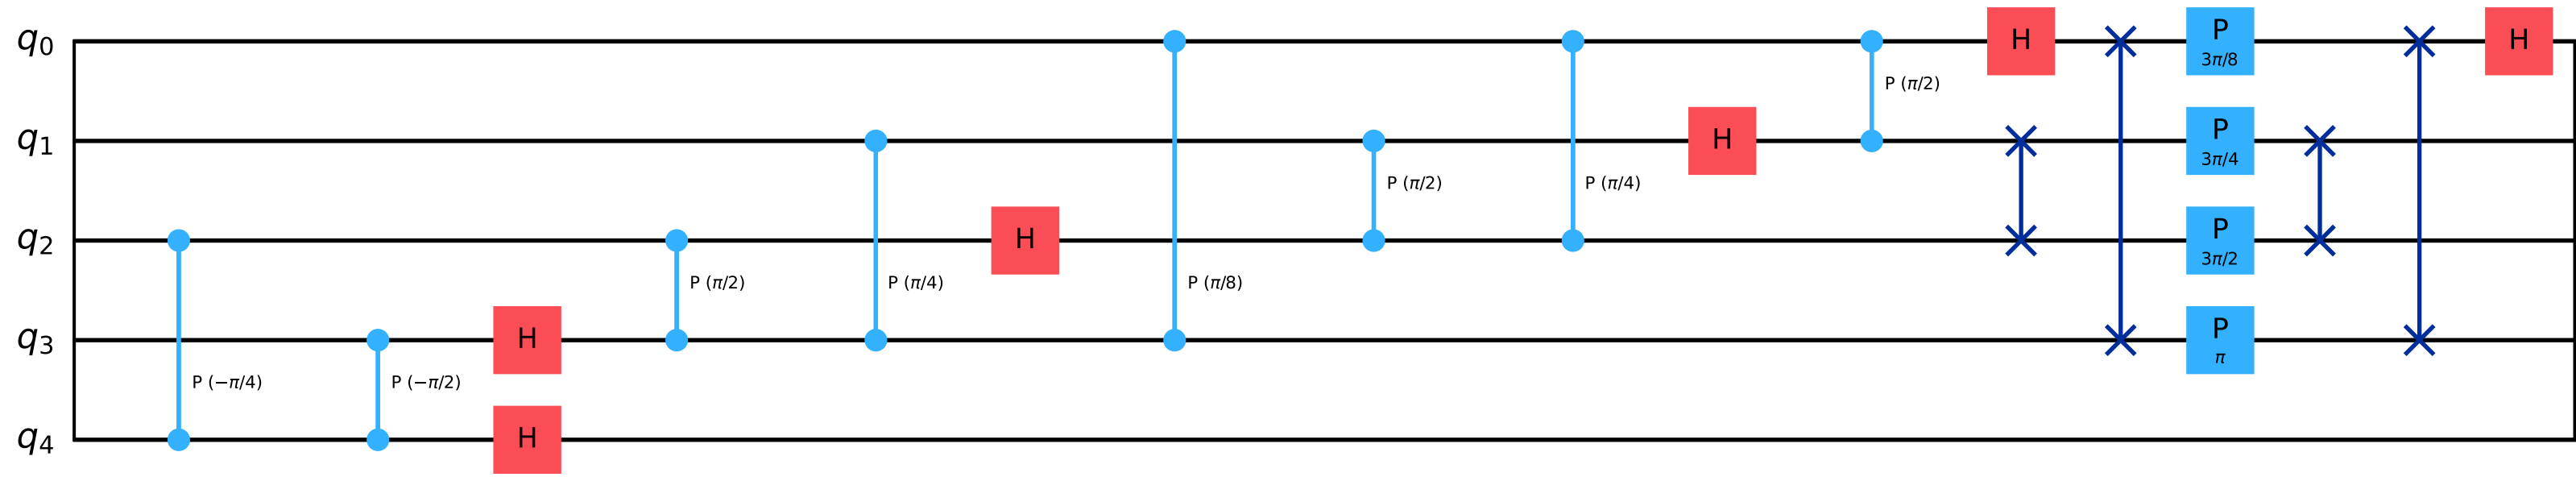 q0 H P 3π/8 H
P (π/2)
q1 P 3π/4
H
P (π/2) P (π/4)
q2 H P 3π/2
P (π/2) P (π/4) P (π/8)
q3 H P π
P (−π/4) P (−π/2)
q4 H